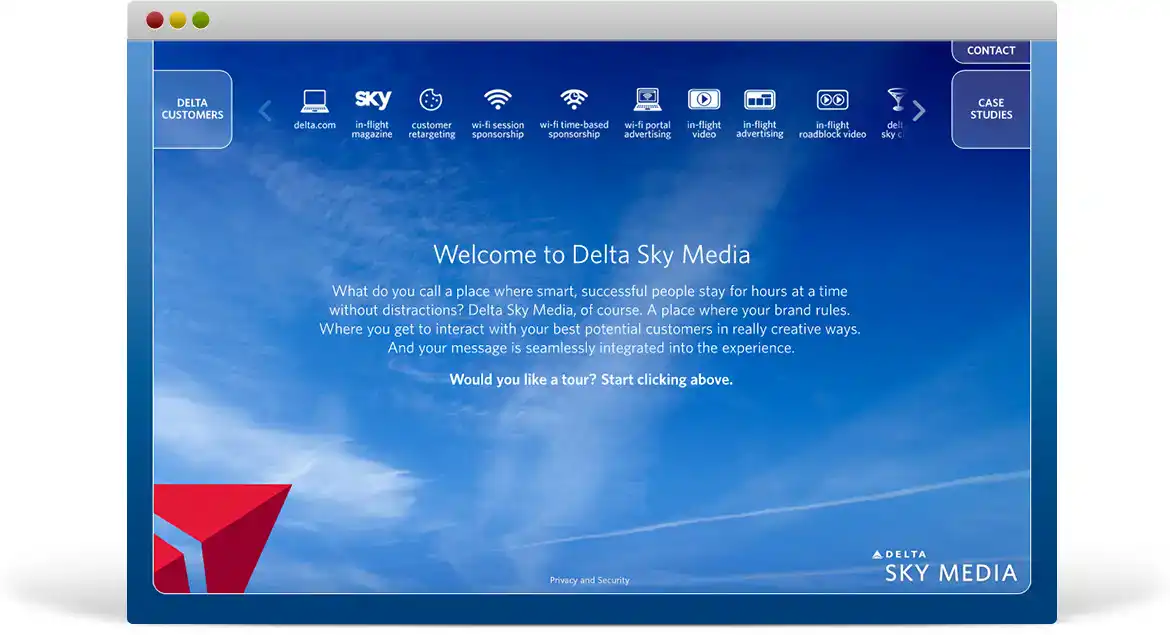 CONTACT
DELTA
CUSTOMERS
delta.com
sky
in-flight
magazine
customer
retargeting
wi-fi session
sponsorship
wi-fi time-based
sponsorship
wi-fi portal
advertising
in-flight
video
in-flight
advertising
in-flight
roadblock video
sky
CASE
STUDIES
Welcome to Delta Sky Media
What do you call a place where smart, successful people stay for hours at a time
without distractions? Delta Sky Media, of course. A place where your brand rules.
Where you get to interact with your best potential customers in really creative ways.
And your message is seamlessly integrated into the experience.
Would you like a tour? Start clicking above.
DELTA
SKY MEDIA
Privacy and Security